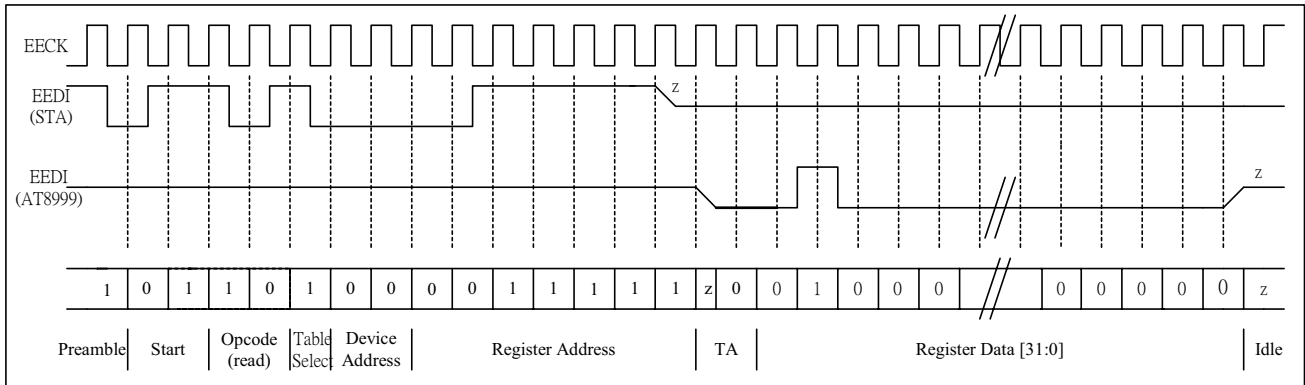 EECK
EEDI
(STA)
z
EEDI
(AT8999)
z
1 0 1 1 0 1 0 0 0 0 1 1 1 1 1 z 0 0 1 0 0 0 0 0 0 0 0 z
Preamble Start Opcode (read) Table Select Device Address Register Address TA Register Data [31:0] Idle